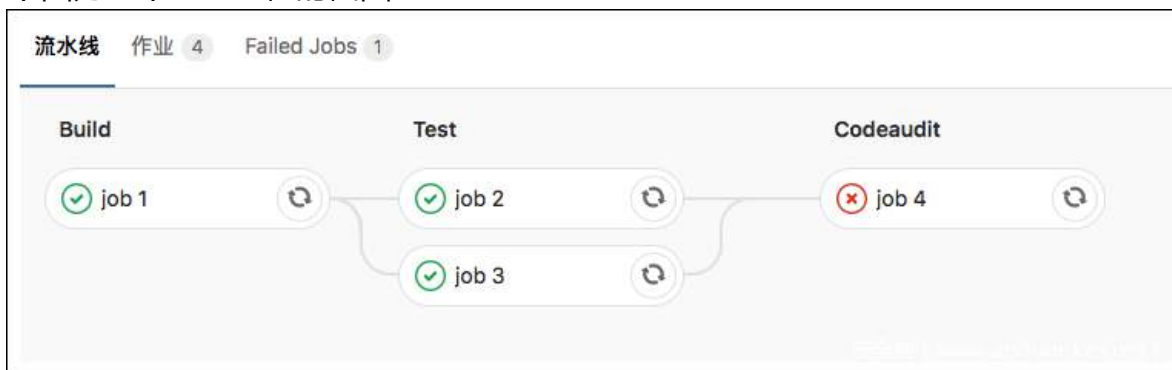 流水线 作业 4 Failed Jobs 1
Build Test Codeaudit
job 1 job 2 job 4
job 3